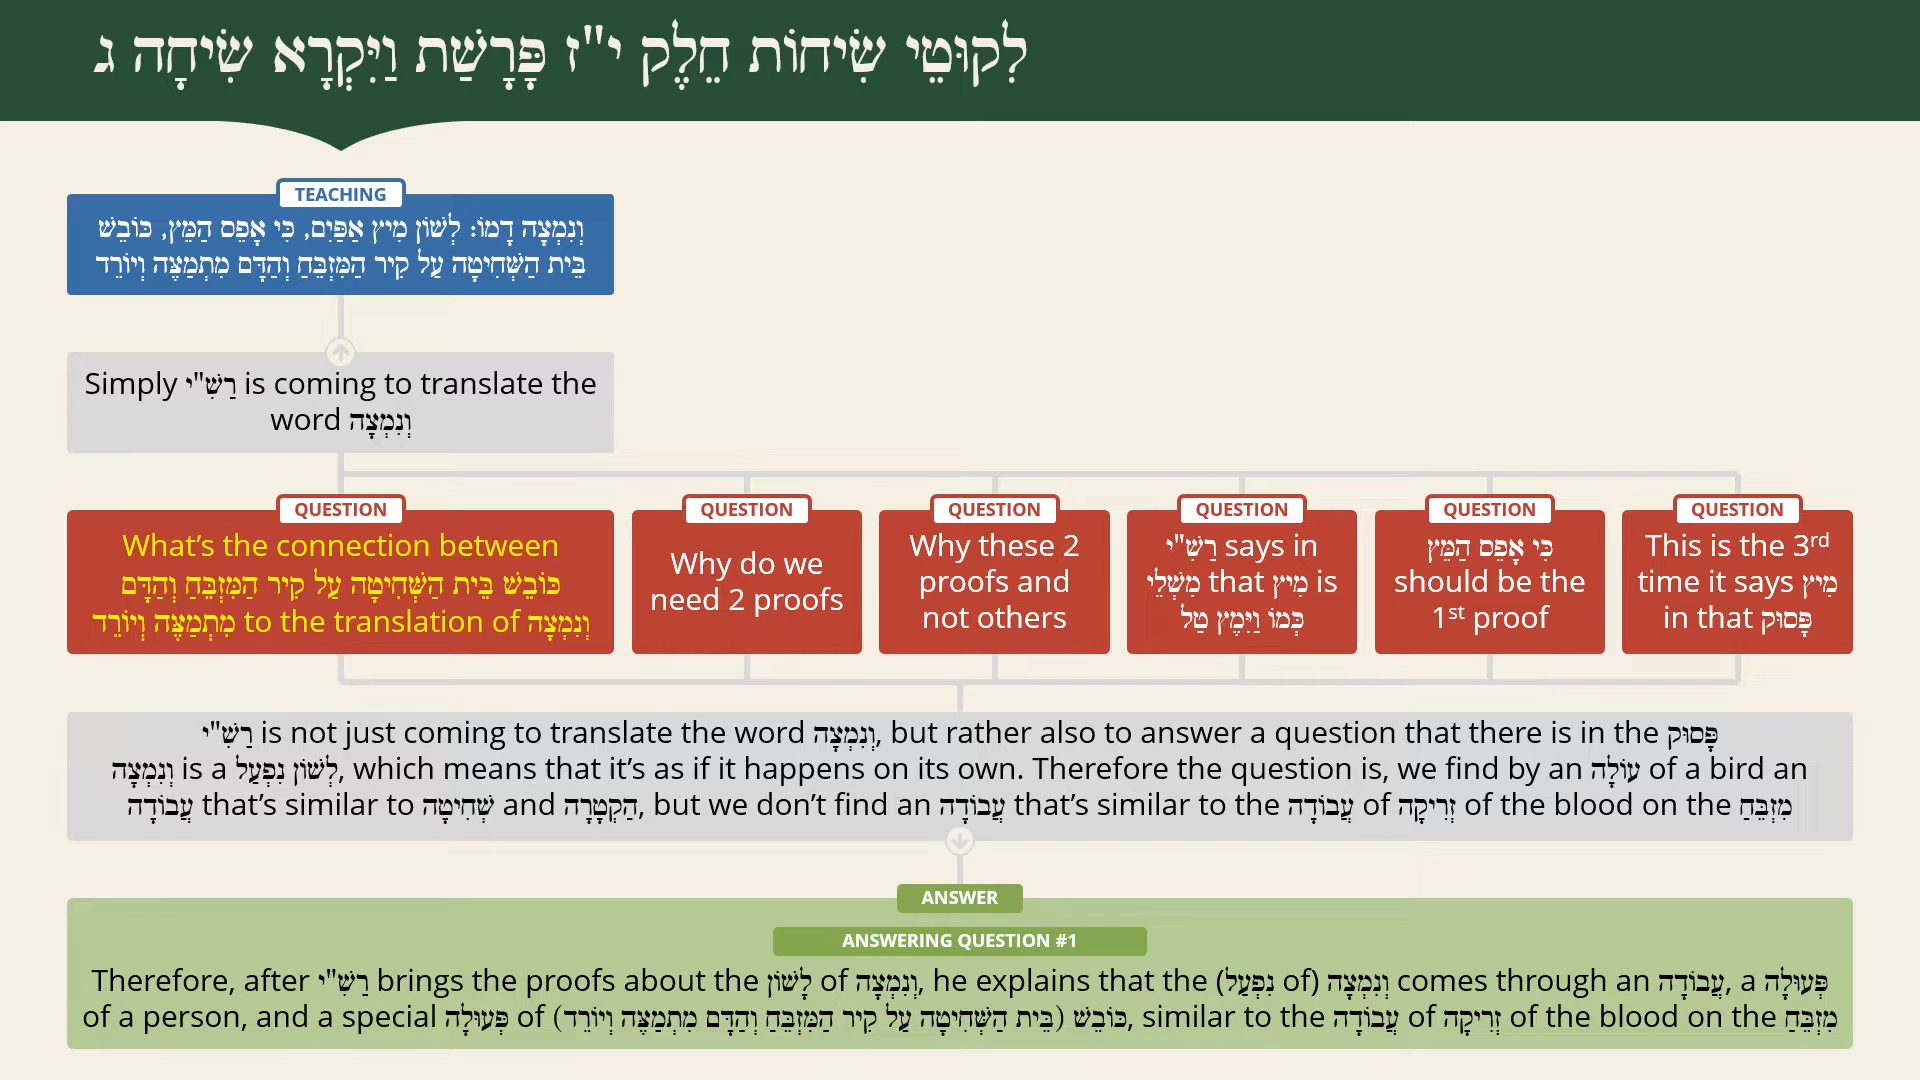 לִקוּטֵי שִׂיחוֹת חֵלֶק י"ז פָּרָשַׁת וַיִּקְרָא שִׂיחָה ג
TEACHING
וְנִמְצָה דָמוֹ: לְשׁוֹן מִיץ אַפַּיִם, כִּי אָפֵס הַמֵּץ, כּוֹבֵשׁ
בֵּית הַשְּׁחִיטָה עַל קִיר הַמִּזְבֵּחַ וְהַדָּם מִתְמַצֶּה וְיוֹרֵד
Simply רַשִׁ"י is coming to translate the
word וְנִמְצָה
QUESTION
What's the connection between
כּוֹבֵשׁ בֵּית הַשְּׁחִיטָה עַל קִיר הַמִּזְבֵּחַ וְהַדָּם
מִתְמַצֶּה וְיוֹרֵד to the translation of וְנִמְצָה
QUESTION
Why do we
need 2 proofs
QUESTION
Why these 2
proofs and
not others
QUESTION
רַשִׁ"י says in
מִשְׁלֵי that מִיץ is
כְּמוֹ וַיִּמֶץ טַל
QUESTION
כִּי אָפֵס הַמֵּץ
should be the
1st proof
QUESTION
This is the 3rd
time it says מִיץ
in that פָּסוּק
רַשִׁ"י is not just coming to translate the word וְנִמְצָה, but rather also to answer a question that there is in the פָּסוּק
וְנִמְצָה is a לְשׁוֹן נִפְעַל, which means that it's as if it happens on its own. Therefore the question is, we find by an עוֹלָה of a bird an
עֲבוֹדָה that's similar to שְׁחִיטָה and הַקְטָרָה, but we don't find an עֲבוֹדָה that's similar to the עֲבוֹדָה of זְרִיקָה of the blood on the מִזְבֵּחַ
ANSWER
ANSWERING QUESTION #1
Therefore, after רַשִׁ"י brings the proofs about the לָשׁוֹן of וְנִמְצָה, he explains that the (נִפְעַל of) וְנִמְצָה comes through an עֲבוֹדָה, a פְּעוּלָה
of a person, and a special פְּעוּלָה of כּוֹבֵשׁ (בֵּית הַשְּׁחִיטָה עַל קִיר הַמִּזְבֵּחַ וְהַדָּם מִתְמַצֶּה וְיוֹרֵד), similar to the עֲבוֹדָה of זְרִיקָה of the blood on the מִזְבֵּחַ